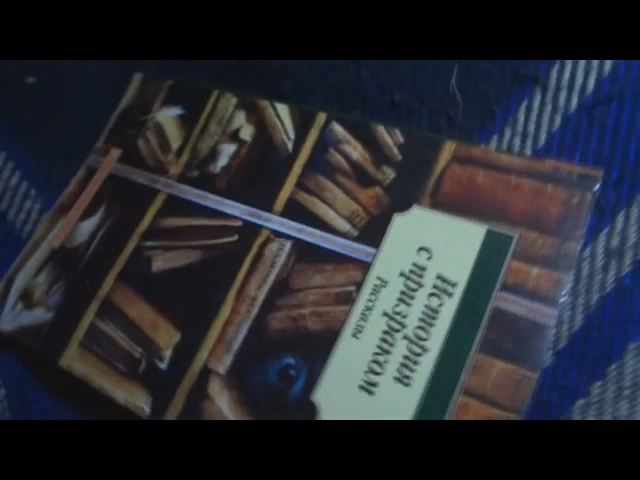 История
с призраком
Рассказы